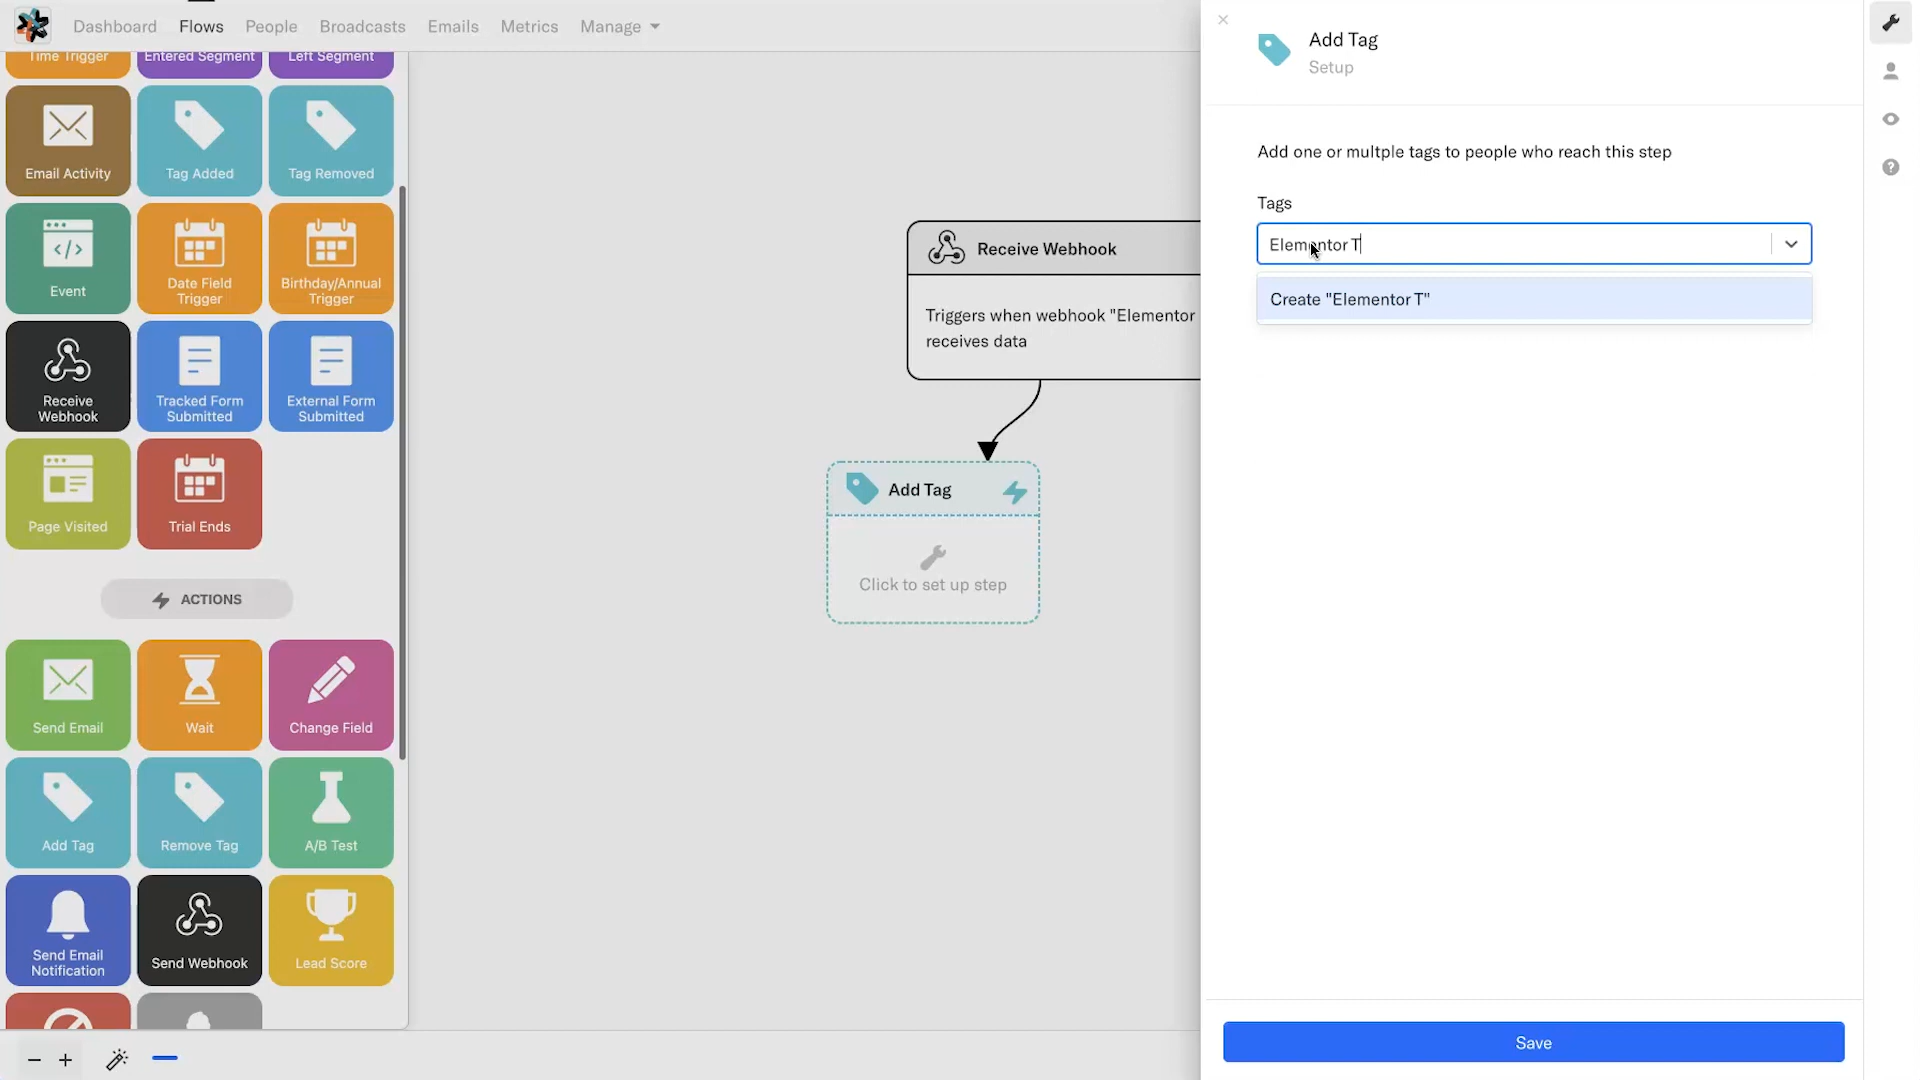 Dashboard
Flows
People
Broadcasts
Emails
Metrics
Manage
Time Trigger
Entered Segment
Left Segment
Email Activity
Tag Added
Tag Removed
Event
Date Field
Trigger
Birthday/Annual
Trigger
Receive
Webhook
Tracked Form
Submitted
External Form
Submitted
Page Visited
Trial Ends
ACTIONS
Send Email
Wait
Change Field
Add Tag
Remove Tag
A/B Test
Send Email
Notification
Send Webhook
Lead Score
Receive Webhook
Triggers when webhook "Elementor
receives data
Add Tag
Click to set up step
Add Tag
Setup
Add one or multple tags to people who reach this step
Tags
Elementor T
Create "Elementor T"
Save